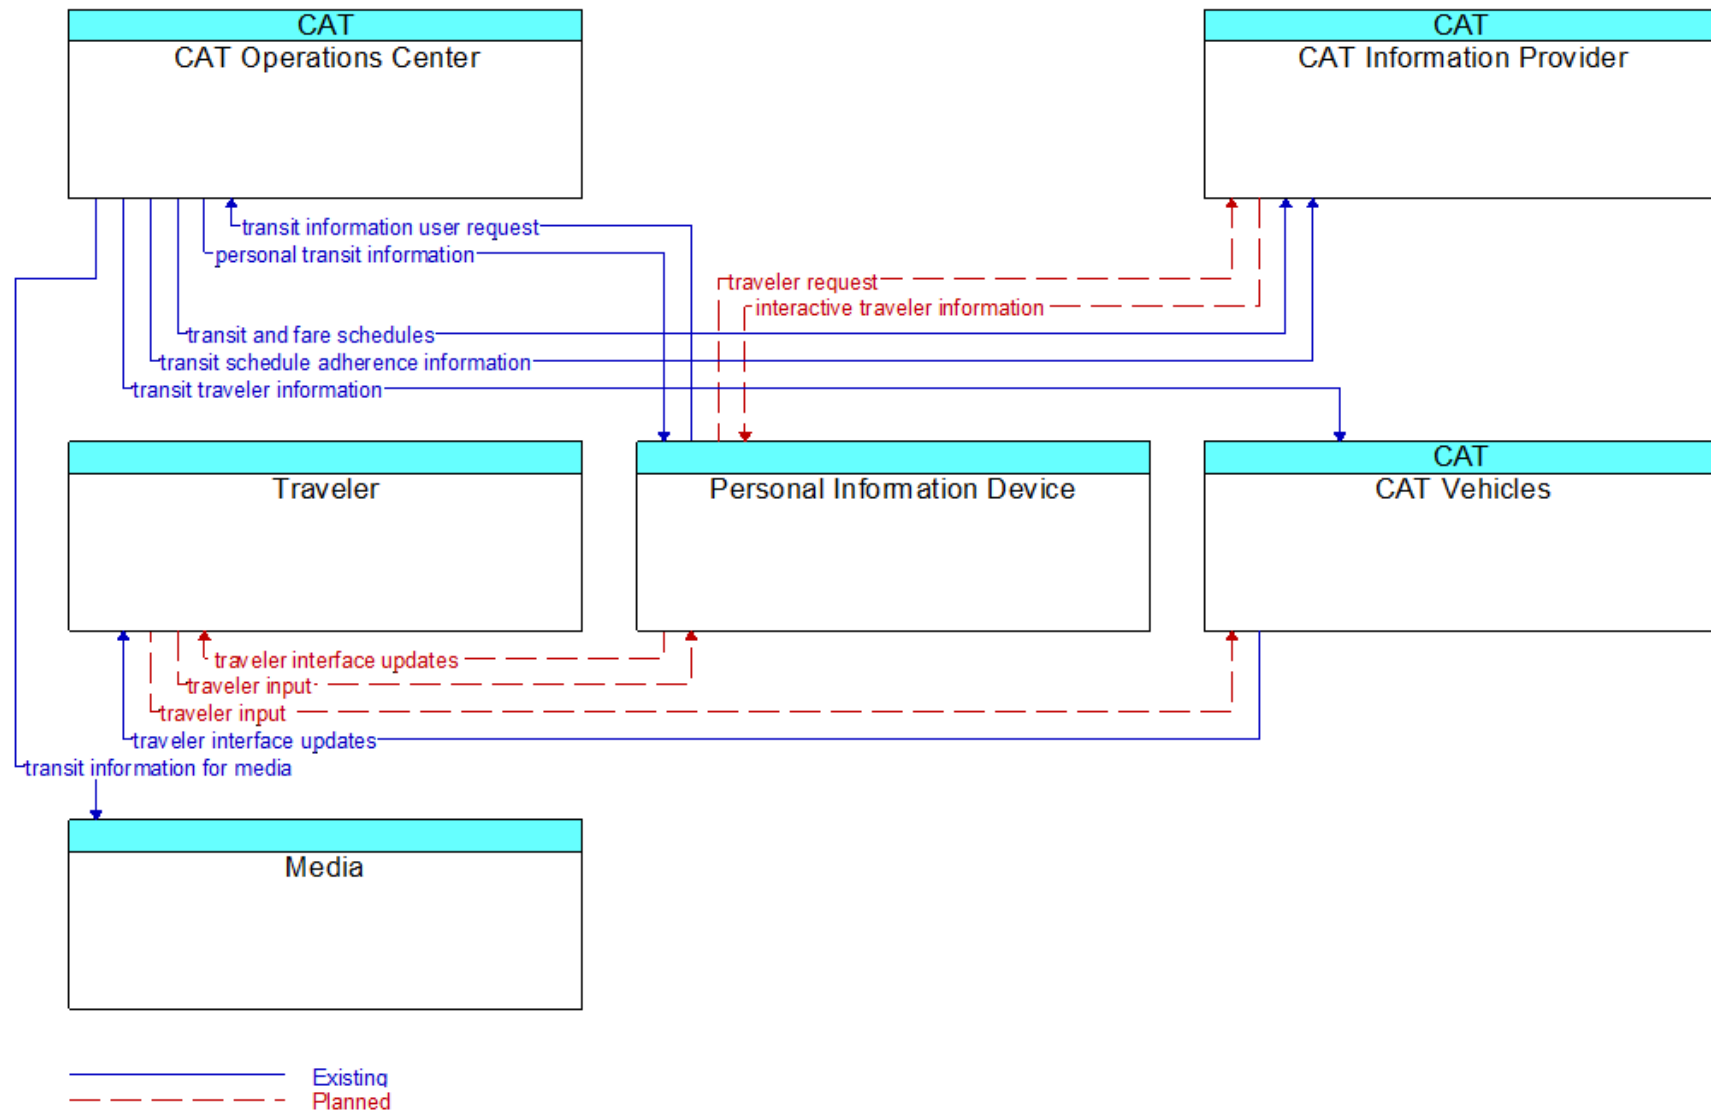 CAT
CAT Operations Center
CAT
CAT Information Provider
transit information user request
personal transit information
traveler request
interactive traveler information
transit and fare schedules
transit schedule adherence information
transit traveler information
Traveler
Personal Information Device
CAT
CAT Vehicles
traveler interface updates
traveler input
traveler input
traveler interface updates
transit information for media
Media
Existing
Planned